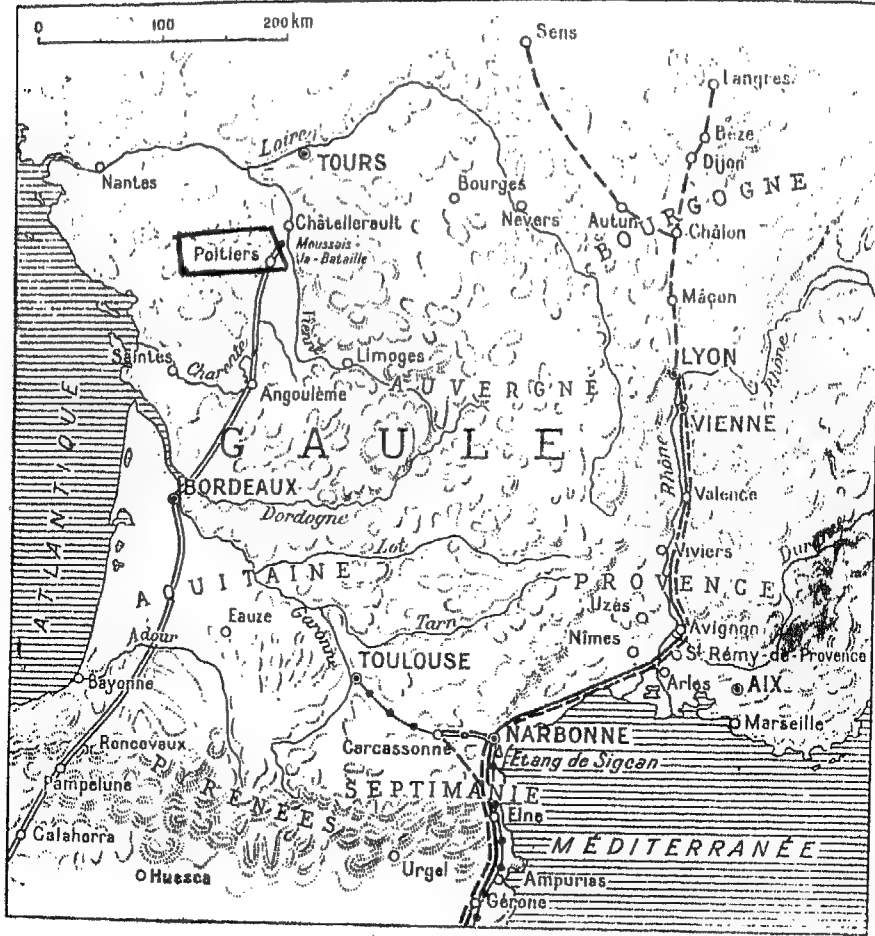 0 100 200 km
Sens
Langres
Bèze
Dijon
Loire
TOURS
Nantes
Bourges
Nevers
Autun
BOURGOGNE
Châtellerault
Châlon
Poitiers
Moussais
-la-Bataille
Mâcon
Vienne
Saintes
Charente
Limoges
LYON
Rhône
Angoulême
AUVERGNE
VIENNE
ATLANTIQUE
GAULE
Rhône
BORDEAUX
Valence
Dordogne
Lot
Viviers
Durance
AQUITAINE
PROVENCE
Uzès
Eauze
Garonne
Tarn
Avignon
Adour
Nîmes
St Rémy-de-Provence
TOULOUSE
Bayonne
Arles
AIX
Marseille
Roncevaux
Carcassonne
NARBONNE
Etang de Sigean
Pampelune
PYRENEES
SEPTIMANIE
Elne
Calahorra
MÉDITERRANÉE
Urgel
Huesca
Ampurias
Gérone